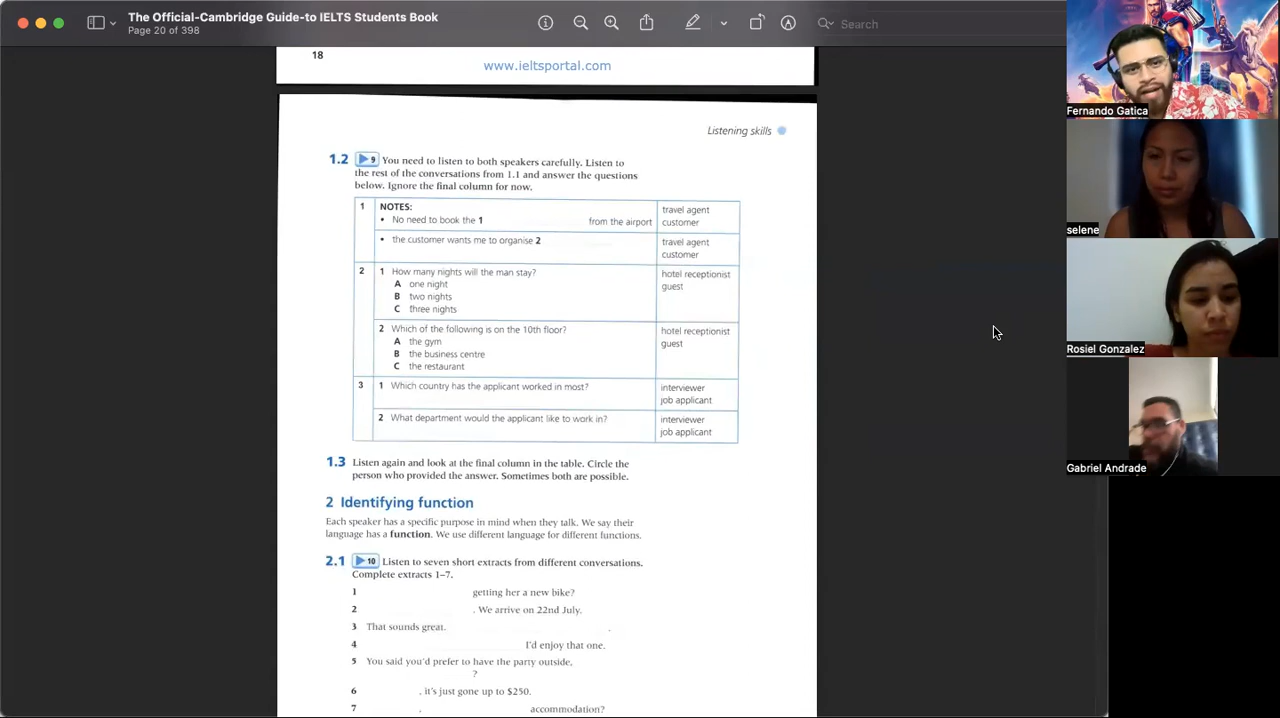 The Official-Cambridge Guide-to IELTS Students Book
Page 20 of 398
Search
18
www.ieltsportal.com
Listening skills
1.2 9 You need to listen to both speakers carefully. Listen to
the rest of the conversations from 1.1 and answer the questions
below. Ignore the final column for now.
1 NOTES:
• No need to book the 1 from the airport
travel agent
customer
• the customer wants me to organise 2
travel agent
customer
2 1 How many nights will the man stay?
A one night
B two nights
C three nights
hotel receptionist
guest
2 Which of the following is on the 10th floor?
A the gym
B the business centre
C the restaurant
hotel receptionist
guest
3 1 Which country has the applicant worked in most?
interviewer
job applicant
2 What department would the applicant like to work in?
interviewer
job applicant
1.3 Listen again and look at the final column in the table. Circle the
person who provided the answer. Sometimes both are possible.
2 Identifying function
Each speaker has a specific purpose in mind when they talk. We say their
language has a function. We use different language for different functions.
2.1 10 Listen to seven short extracts from different conversations.
Complete extracts 1–7.
1 getting her a new bike?
2 . We arrive on 22nd July.
3 That sounds great. .
4 I'd enjoy that one.
5 You said you'd prefer to have the party outside,
?
6 . it's just gone up to $250.
7 . accommodation?
Fernando Gatica
selene
Rosiel Gonzalez
Gabriel Andrade